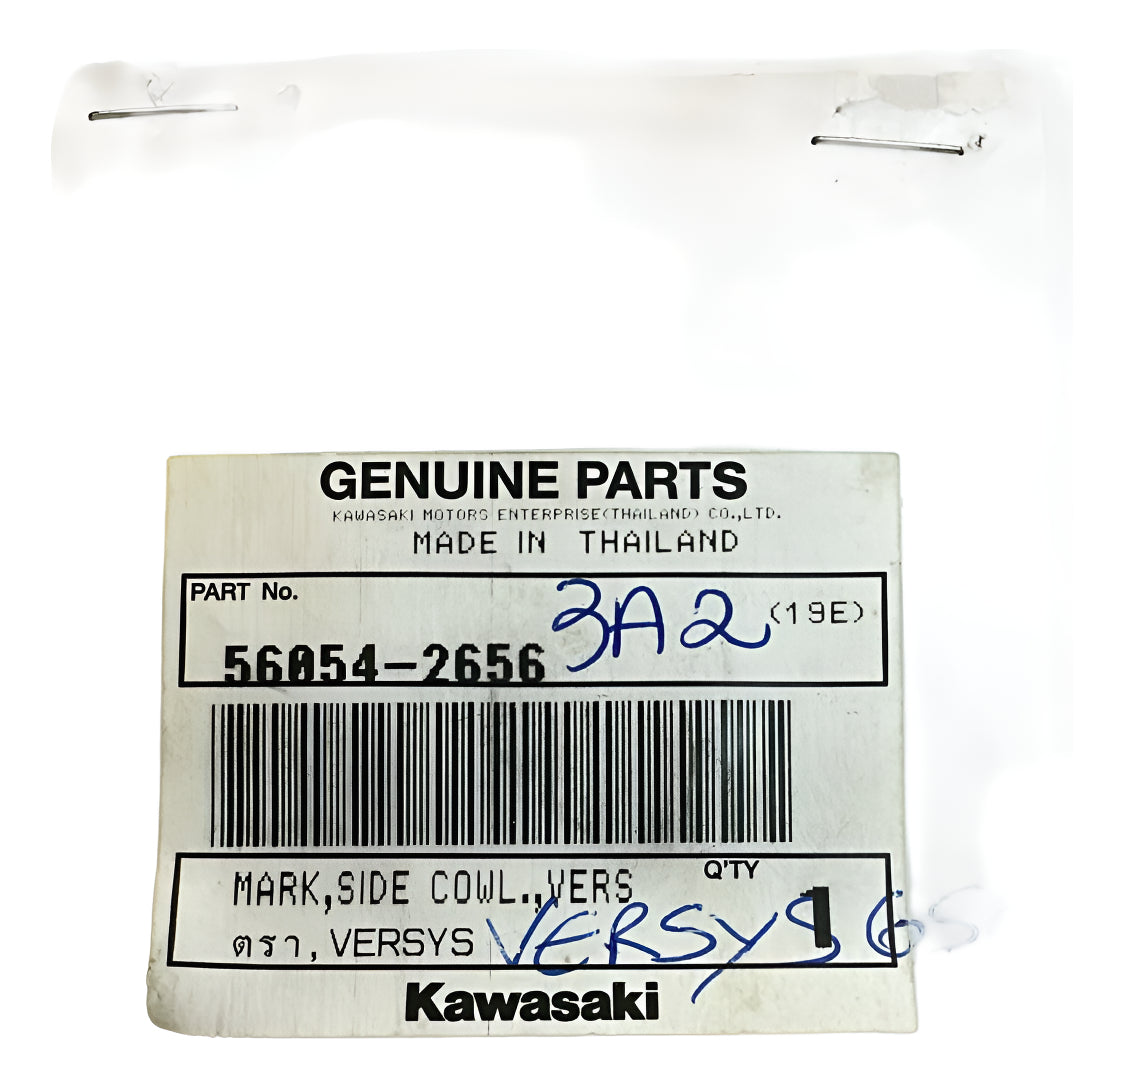 GENUINE PARTS
KAWASAKI MOTORS ENTERPRISE(THAILAND) CO.,LTD.
MADE IN THAILAND
PART No.
3A2 (19E)
56054-2656
Q'TY
MARK,SIDE COWL.,VERS
1
ตรา, VERSYS
VERSYS 65
Kawasaki